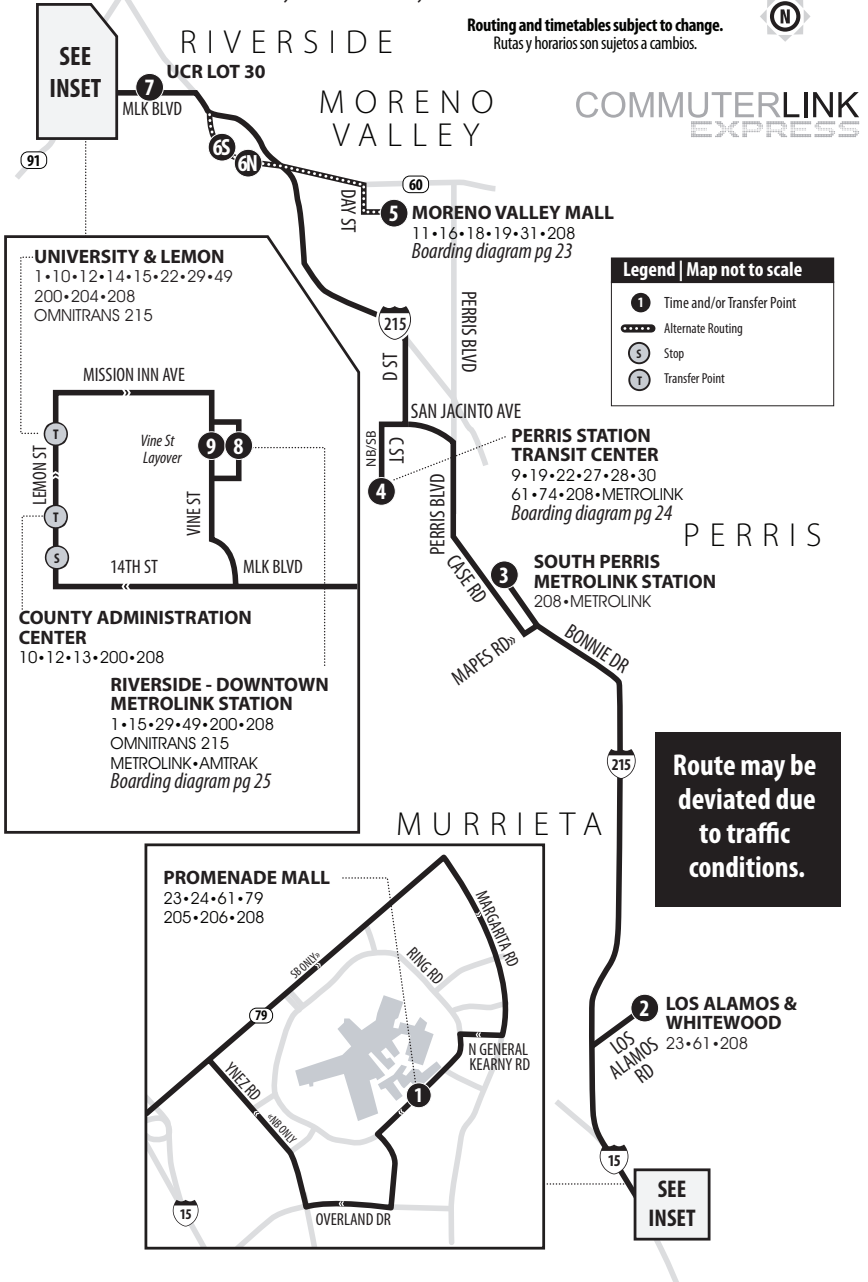 Routing and timetables subject to change.
Rutas y horarios son sujetos a cambios.
N
COMMUTERLINK
EXPRESS
RIVERSIDE
SEE
INSET
7
UCR LOT 30
MLK BLVD
91
MORENO
VALLEY
6S
6N
60
DAY ST
5
MORENO VALLEY MALL
11•16•18•19•31•208
Boarding diagram pg 23
Legend | Map not to scale
1 Time and/or Transfer Point
Alternate Routing
S Stop
T Transfer Point
215
PERRIS BLVD
D ST
SAN JACINTO AVE
NB/SB
C ST
4
PERRIS STATION
TRANSIT CENTER
9•19•22•27•28•30
61•74•208•METROLINK
Boarding diagram pg 24
PERRIS
PERRIS BLVD
CASE RD
3
SOUTH PERRIS
METROLINK STATION
208•METROLINK
MAPES RD»
BONNIE DR
215
Route may be
deviated due
to traffic
conditions.
UNIVERSITY & LEMON
1•10•12•14•15•22•29•49
200•204•208
OMNITRANS 215
MISSION INN AVE
»
T
Vine St
Layover
9
8
LEMON ST
»
VINE ST
T
S
14TH ST
MLK BLVD
«
COUNTY ADMINISTRATION
CENTER
10•12•13•200•208
RIVERSIDE - DOWNTOWN
METROLINK STATION
1•15•29•49•200•208
OMNITRANS 215
METROLINK•AMTRAK
Boarding diagram pg 25
MURRIETA
PROMENADE MALL
23•24•61•79
205•206•208
MARGARITA RD
SB ONLY»
RING RD
79
N GENERAL
KEARNY RD
YNEZ RD
«NB ONLY
1
15
OVERLAND DR
2
LOS ALAMOS &
WHITEWOOD
23•61•208
LOS
ALAMOS
RD
15
SEE
INSET